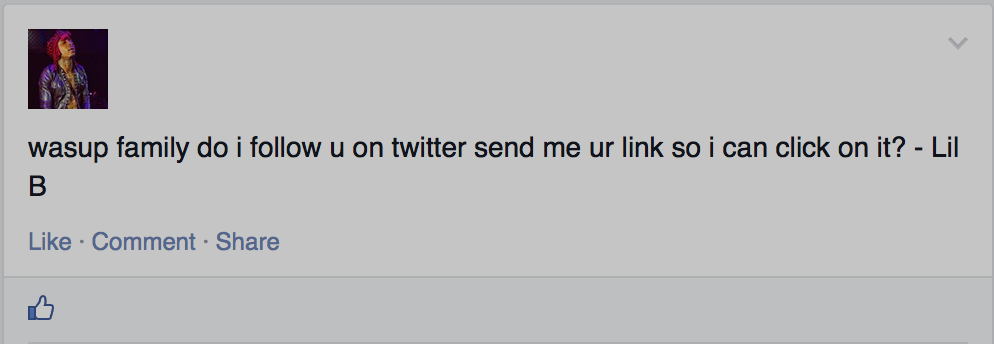 wasup family do i follow u on twitter send me ur link so i can click on it? - Lil
B
Like · Comment · Share